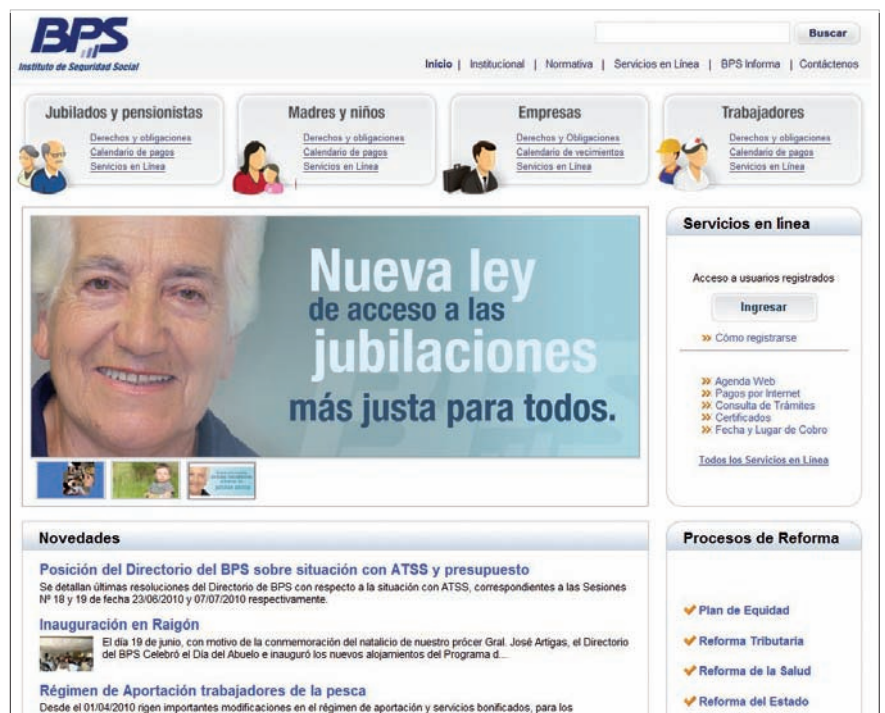 BPS
Instituto de Seguridad Social
Buscar
Inicio | Institucional | Normativa | Servicios en Línea | BPS Informa | Contáctenos
Jubilados y pensionistas
Derechos y obligaciones
Calendario de pagos
Servicios en Línea
Madres y niños
Derechos y obligaciones
Calendario de pagos
Servicios en Línea
Empresas
Derechos y Obligaciones
Calendario de vecimientos
Servicios en Línea
Trabajadores
Derechos y obligaciones
Calendario de pagos
Servicios en Línea
Nueva ley
de acceso a las
jubilaciones
más justa para todos.
BPS
Servicios en línea
Acceso a usuarios registrados
Ingresar
Cómo registrarse
Agenda Web
Pagos por Internet
Consulta de Trámites
Certificados
Fecha y Lugar de Cobro
Todos los Servicios en Línea
Novedades
Posición del Directorio del BPS sobre situación con ATSS y presupuesto
Se detallan últimas resoluciones del Directorio de BPS con respecto a la situación con ATSS, correspondientes a las Sesiones
Nº 18 y 19 de fecha 23/06/2010 y 07/07/2010 respectivamente.
Inauguración en Raigón
El día 19 de junio, con motivo de la conmemoración del natalicio de nuestro prócer Gral. José Artigas, el Directorio
del BPS Celebró el Día del Abuelo e inauguró los nuevos alojamientos del Programa d...
Régimen de Aportación trabajadores de la pesca
Desde el 01/04/2010 rigen importantes modificaciones en el régimen de aportación y servicios bonificados, para los
Procesos de Reforma
Plan de Equidad
Reforma Tributaria
Reforma de la Salud
Reforma del Estado